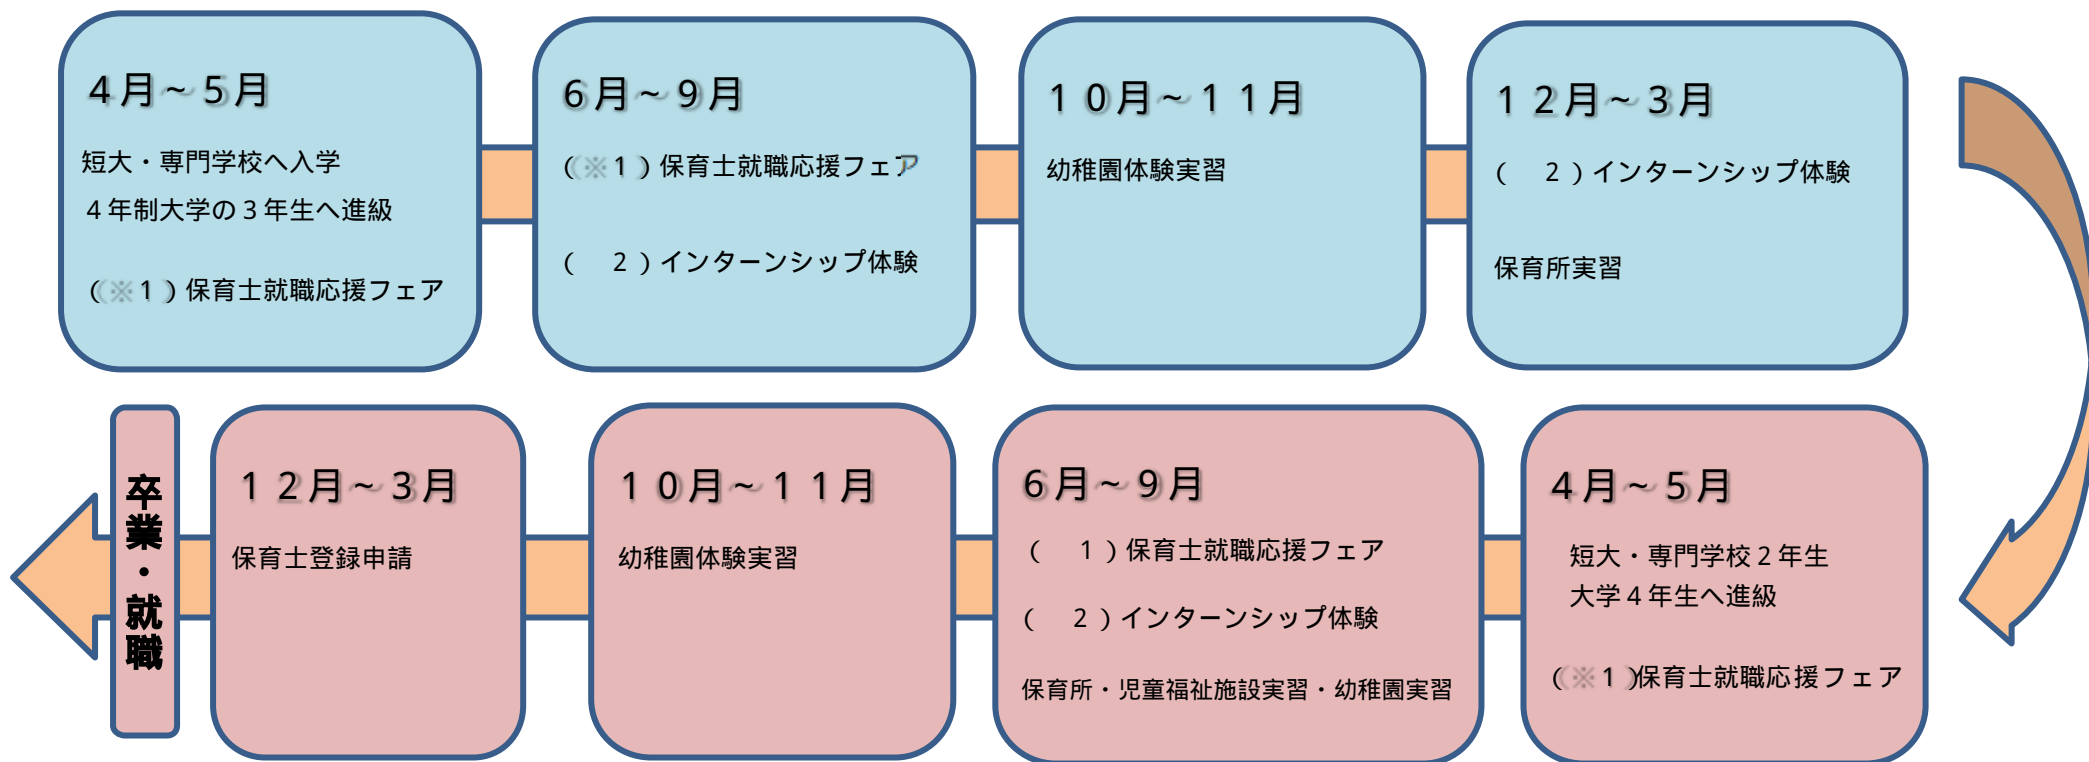 ４月～５月
短大・専門学校へ入学
４年制大学の３年生へ進級
（※１）保育士就職応援フェア
６月～９月
（※１）保育士就職応援フェア
（　２）インターンシップ体験
１０月～１１月
幼稚園体験実習
１２月～３月
（　２）インターンシップ体験
保育所実習
４月～５月
短大・専門学校２年生
大学４年生へ進級
（※１）保育士就職応援フェア
６月～９月
（　１）保育士就職応援フェア
（　２）インターンシップ体験
保育所・児童福祉施設実習・幼稚園実習
１０月～１１月
幼稚園体験実習
１２月～３月
保育士登録申請
卒業・就職